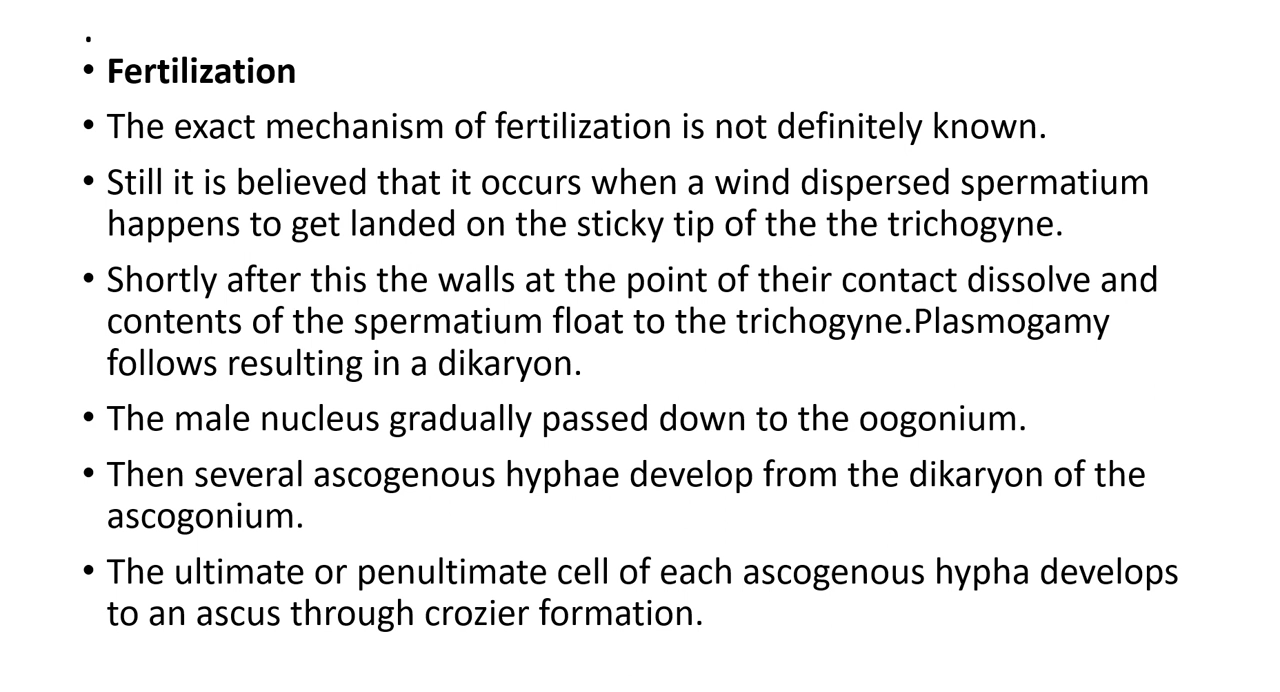 .
• Fertilization
• The exact mechanism of fertilization is not definitely known.
• Still it is believed that it occurs when a wind dispersed spermatium
happens to get landed on the sticky tip of the the trichogyne.
• Shortly after this the walls at the point of their contact dissolve and
contents of the spermatium float to the trichogyne.Plasmogamy
follows resulting in a dikaryon.
• The male nucleus gradually passed down to the oogonium.
• Then several ascogenous hyphae develop from the dikaryon of the
ascogonium.
• The ultimate or penultimate cell of each ascogenous hypha develops
to an ascus through crozier formation.